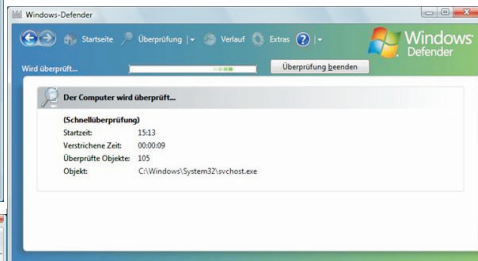 Windows-Defender
Startseite Überprüfung Verlauf Extras ?
Windows
Defender
Wird überprüft...
Überprüfung beenden
Der Computer wird überprüft...
(Schnellüberprüfung)
Startzeit: 15:13
Verstrichene Zeit: 00:00:09
Überprüfte Objekte: 105
Objekt: C:\Windows\System32\svchost.exe